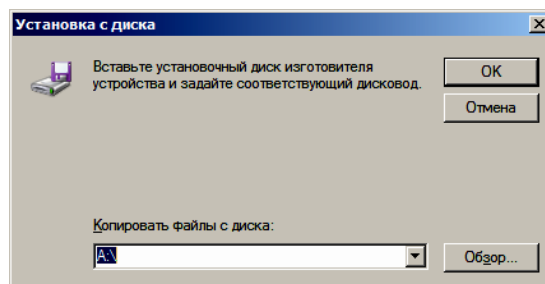 Установка с диска
Вставьте установочный диск изготовителя
устройства и задайте соответствующий дисковод.
OK
Отмена
Копировать файлы с диска:
A:\
Обзор...